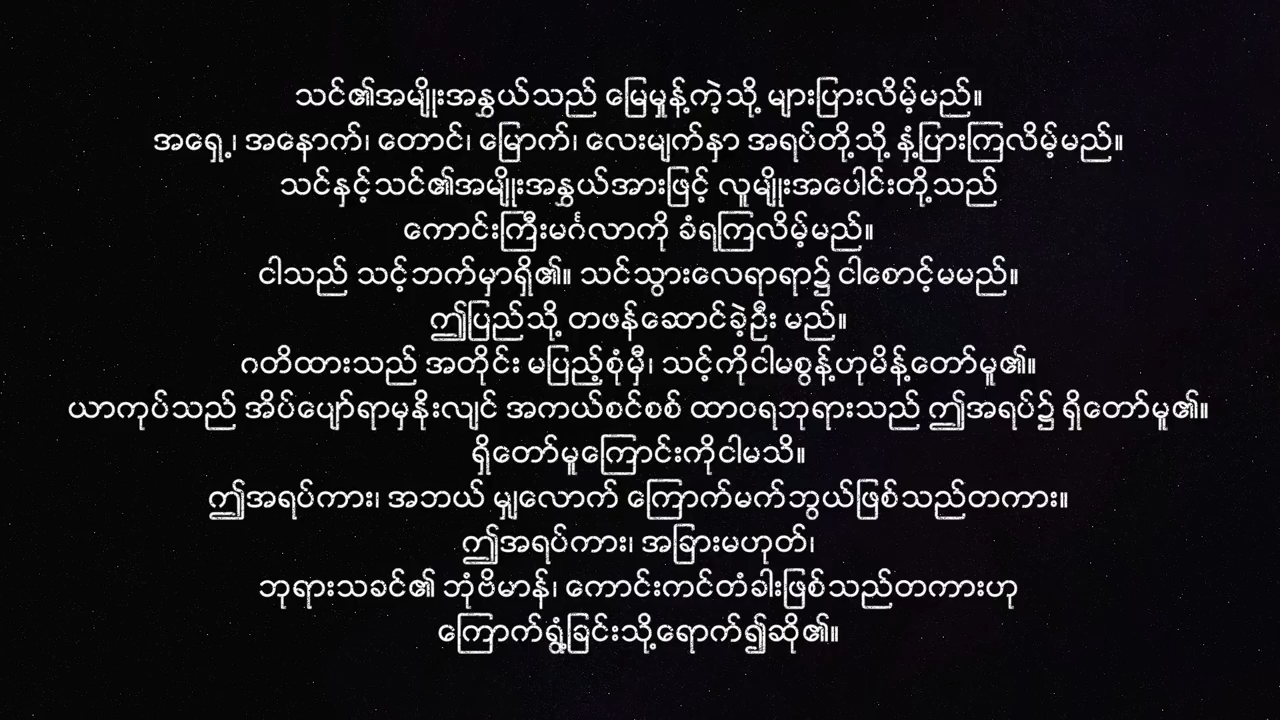 သင်၏အမျိုးအနွှယ်သည် မြေမှုန့်ကဲ့သို့ များပြားလိမ့်မည်။
အရှေ့၊ အနောက်၊ တောင်၊ မြောက်၊ လေးမျက်နှာ အရပ်တို့သို့ နှံ့ပြားကြလိမ့်မည်။
သင်နှင့်သင်၏အမျိုးအနွှယ်အားဖြင့် လူမျိုးအပေါင်းတို့သည်
ကောင်းကြီးမင်္ဂလာကို ခံရကြလိမ့်မည်။
ငါသည် သင့်ဘက်မှာရှိ၏။ သင်သွားလေရာရာ၌ ငါစောင့်မမည်။
ဤပြည်သို့ တဖန်ဆောင်ခဲ့ဦး မည်။
ဂတိထားသည် အတိုင်း မပြည့်စုံမှီ၊ သင့်ကိုငါမစွန့်ဟုမိန့်တော်မူ၏။
ယာကုပ်သည် အိပ်ပျော်ရာမှနိုးလျင် အကယ်စင်စစ် ထာဝရဘုရားသည် ဤအရပ်၌ ရှိတော်မူ၏။
ရှိတော်မူကြောင်းကိုငါမသိ။
ဤအရပ်ကား၊ အဘယ် မျှလောက် ကြောက်မက်ဘွယ်ဖြစ်သည်တကား။
ဤအရပ်ကား၊ အခြားမဟုတ်၊
ဘုရားသခင်၏ ဘုံဗိမာန်၊ ကောင်းကင်တံခါးဖြစ်သည်တကားဟု
ကြောက်ရွံ့ခြင်းသို့ရောက်၍ဆို၏။